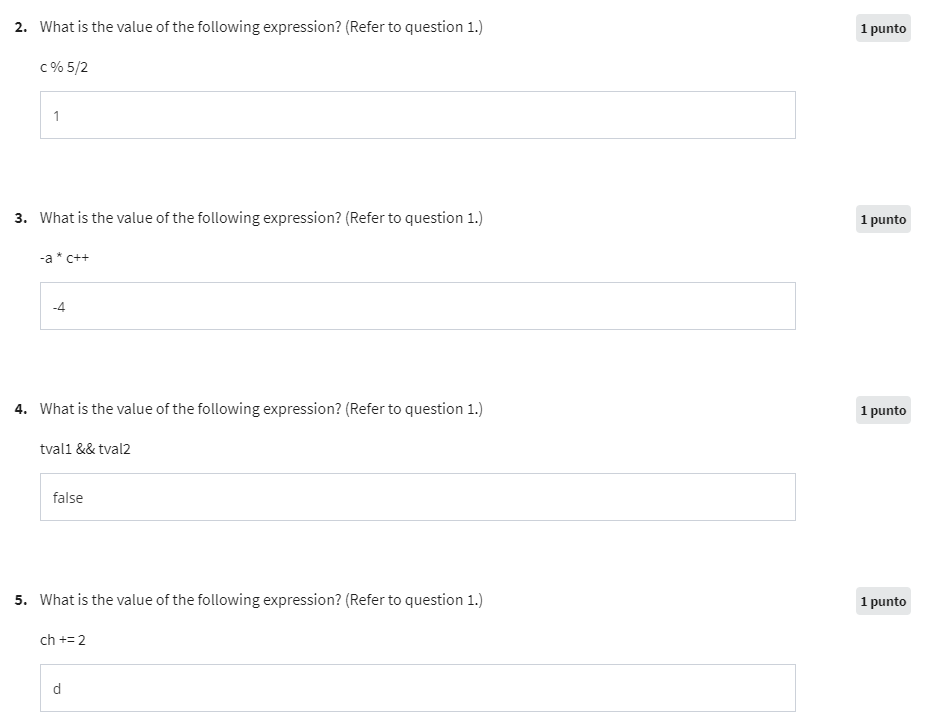 2. What is the value of the following expression? (Refer to question 1.) 1 punto
c % 5/2
1
3. What is the value of the following expression? (Refer to question 1.) 1 punto
-a * c++
-4
4. What is the value of the following expression? (Refer to question 1.) 1 punto
tval1 && tval2
false
5. What is the value of the following expression? (Refer to question 1.) 1 punto
ch += 2
d